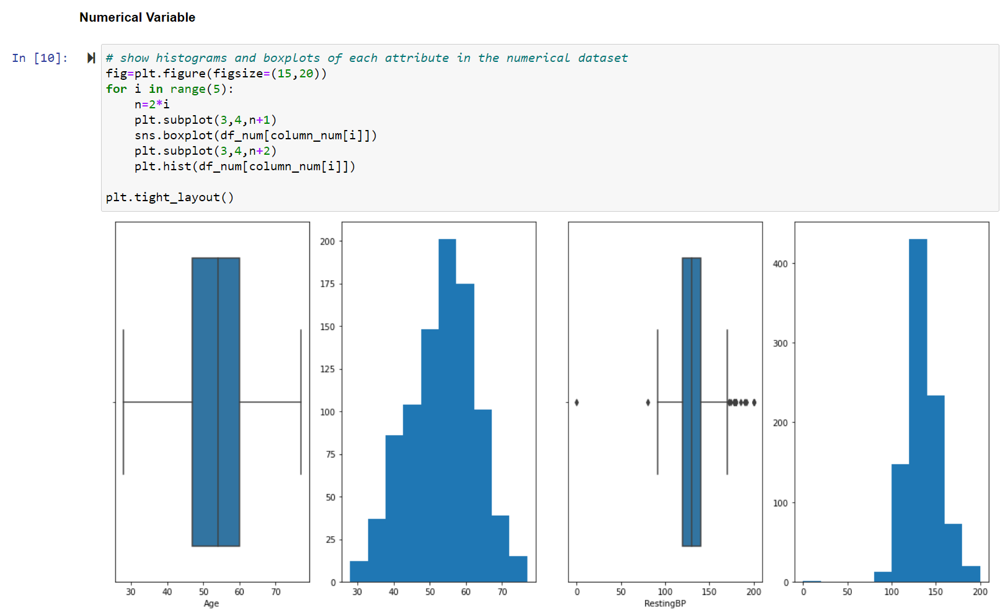 Numerical Variable
In [10]:
# show histograms and boxplots of each attribute in the numerical dataset
fig=plt.figure(figsize=(15,20))
for i in range(5):
    n=2*i
    plt.subplot(3,4,n+1)
    sns.boxplot(df_num[column_num[i]])
    plt.subplot(3,4,n+2)
    plt.hist(df_num[column_num[i]])
plt.tight_layout()
30 40 50 60 70
Age
200
175
150
125
100
75
50
25
0
30 40 50 60 70
0 50 100 150 200
RestingBP
400
300
200
100
0
0 50 100 150 200